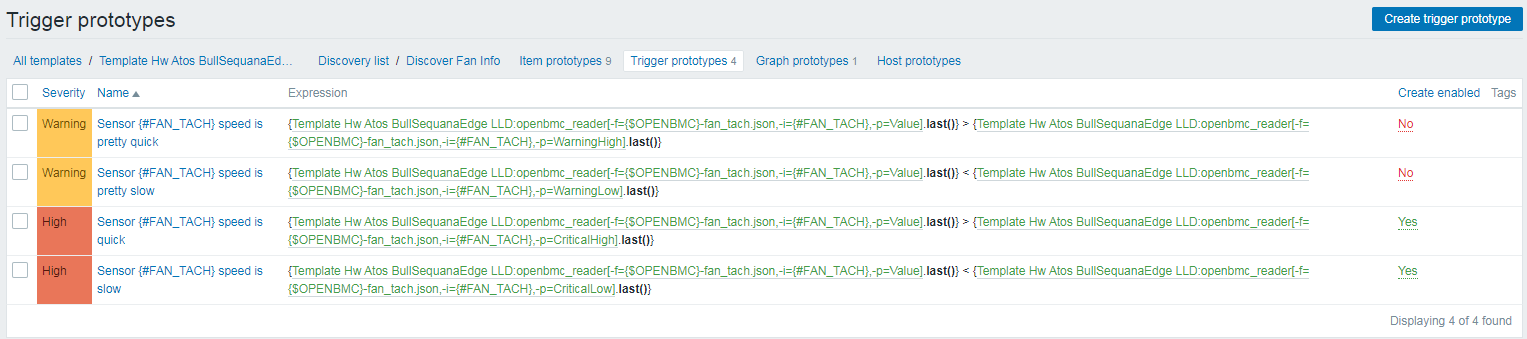 Trigger prototypes
Create trigger prototype
All templates / Template Hw Atos BullSequanaEd... Discovery list / Discover Fan Info Item prototypes 9 Trigger prototypes 4 Graph prototypes 1 Host prototypes
Severity Name Expression Create enabled Tags
Warning Sensor {#FAN_TACH} speed is {Template Hw Atos BullSequanaEdge LLD:openbmc_reader[-f={$OPENBMC}-fan_tach.json,-i={#FAN_TACH},-p=Value].last()} > {Template Hw Atos BullSequanaEdge LLD:openbmc_reader[-f= No
pretty quick {$OPENBMC}-fan_tach.json,-i={#FAN_TACH},-p=WarningHigh].last()}
Warning Sensor {#FAN_TACH} speed is {Template Hw Atos BullSequanaEdge LLD:openbmc_reader[-f={$OPENBMC}-fan_tach.json,-i={#FAN_TACH},-p=Value].last()} < {Template Hw Atos BullSequanaEdge LLD:openbmc_reader[-f= No
pretty slow {$OPENBMC}-fan_tach.json,-i={#FAN_TACH},-p=WarningLow].last()}
High Sensor {#FAN_TACH} speed is {Template Hw Atos BullSequanaEdge LLD:openbmc_reader[-f={$OPENBMC}-fan_tach.json,-i={#FAN_TACH},-p=Value].last()} > {Template Hw Atos BullSequanaEdge LLD:openbmc_reader[-f= Yes
quick {$OPENBMC}-fan_tach.json,-i={#FAN_TACH},-p=CriticalHigh].last()}
High Sensor {#FAN_TACH} speed is {Template Hw Atos BullSequanaEdge LLD:openbmc_reader[-f={$OPENBMC}-fan_tach.json,-i={#FAN_TACH},-p=Value].last()} < {Template Hw Atos BullSequanaEdge LLD:openbmc_reader[-f= Yes
slow {$OPENBMC}-fan_tach.json,-i={#FAN_TACH},-p=CriticalLow].last()}
Displaying 4 of 4 found